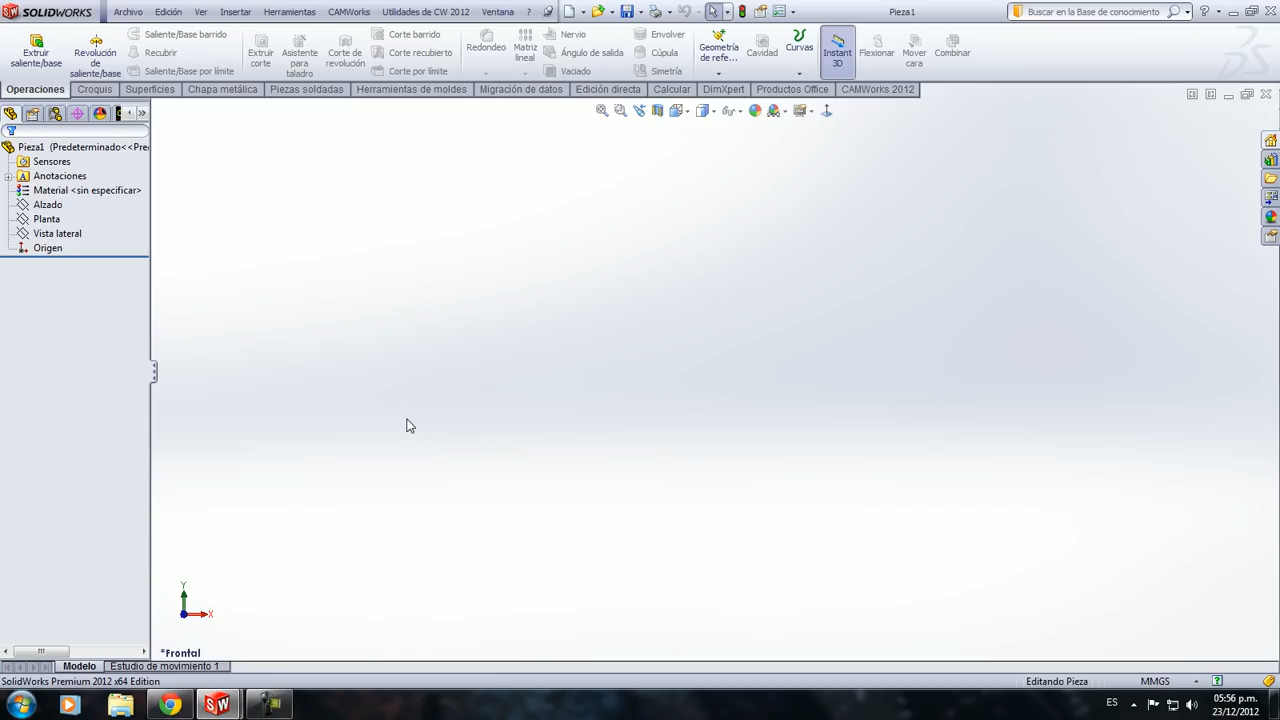 SOLIDWORKS Archivo Edición Ver Insertar Herramientas CAMWorks Utilidades de CW 2012 Ventana ? Pieza1 Buscar en la Base de conocimiento
Extruir saliente/base
Revolución de saliente/base
Saliente/Base barrido
Recubrir
Saliente/Base por límite
Extruir corte
Asistente para taladro
Corte de revolución
Corte barrido
Corte recubierto
Corte por límite
Redondeo
Matriz lineal
Nervio
Ángulo de salida
Vaciado
Envolver
Cúpula
Simetría
Geometría de refe...
Cavidad
Curvas
Instant 3D
Flexionar
Mover cara
Combinar
Operaciones Croquis Superficies Chapa metálica Piezas soldadas Herramientas de moldes Migración de datos Edición directa Calcular DimXpert Productos Office CAMWorks 2012
Pieza1 (Predeterminado<<Pre
Sensores
Anotaciones
Material <sin especificar>
Alzado
Planta
Vista lateral
Origen
Y
X
*Frontal
Modelo Estudio de movimiento 1
SolidWorks Premium 2012 x64 Edition Editando Pieza MMGS
ES 05:56 p.m.
23/12/2012